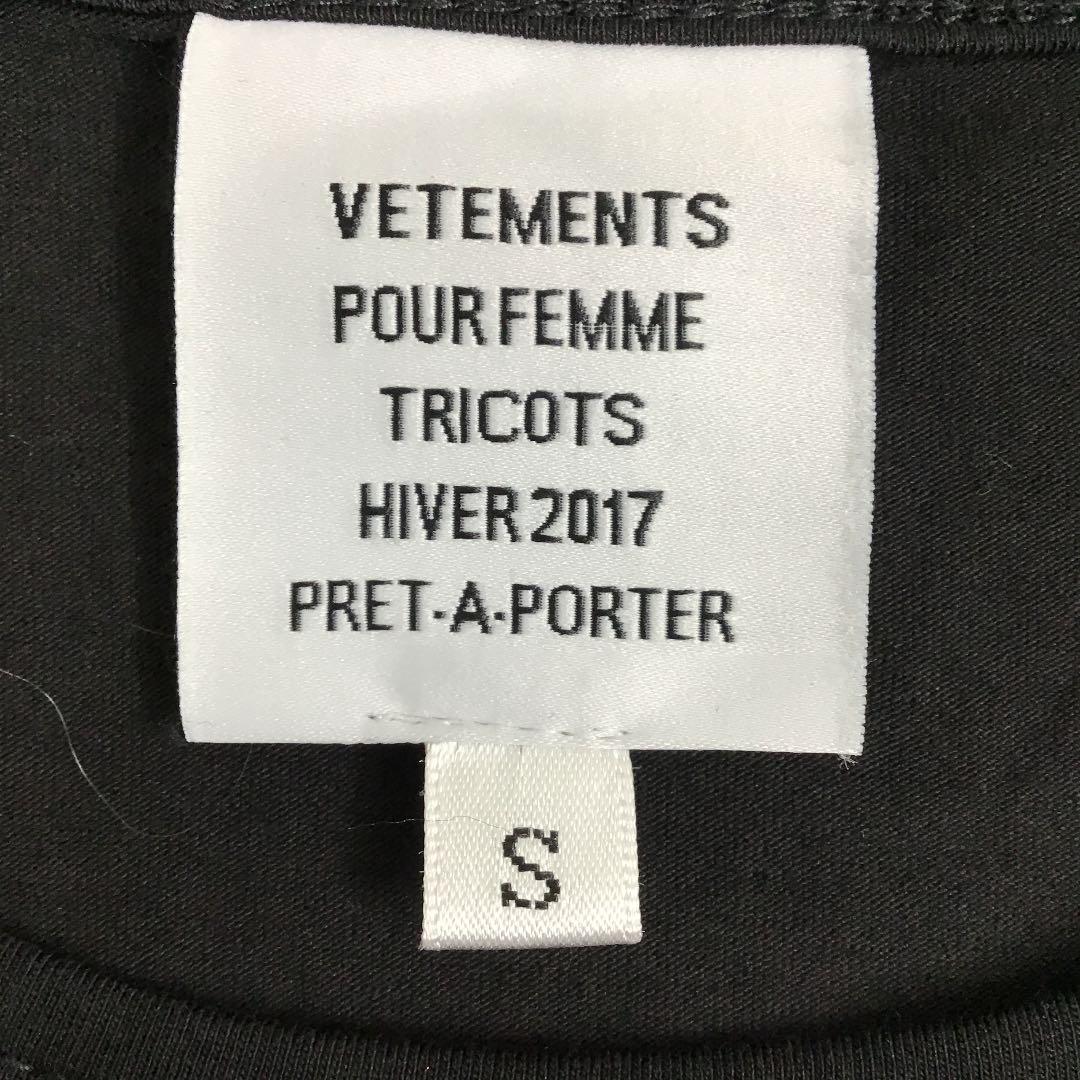 VETEMENTS
POUR FEMME
TRICOTS
HIVER 2017
PRET-A-PORTER
S